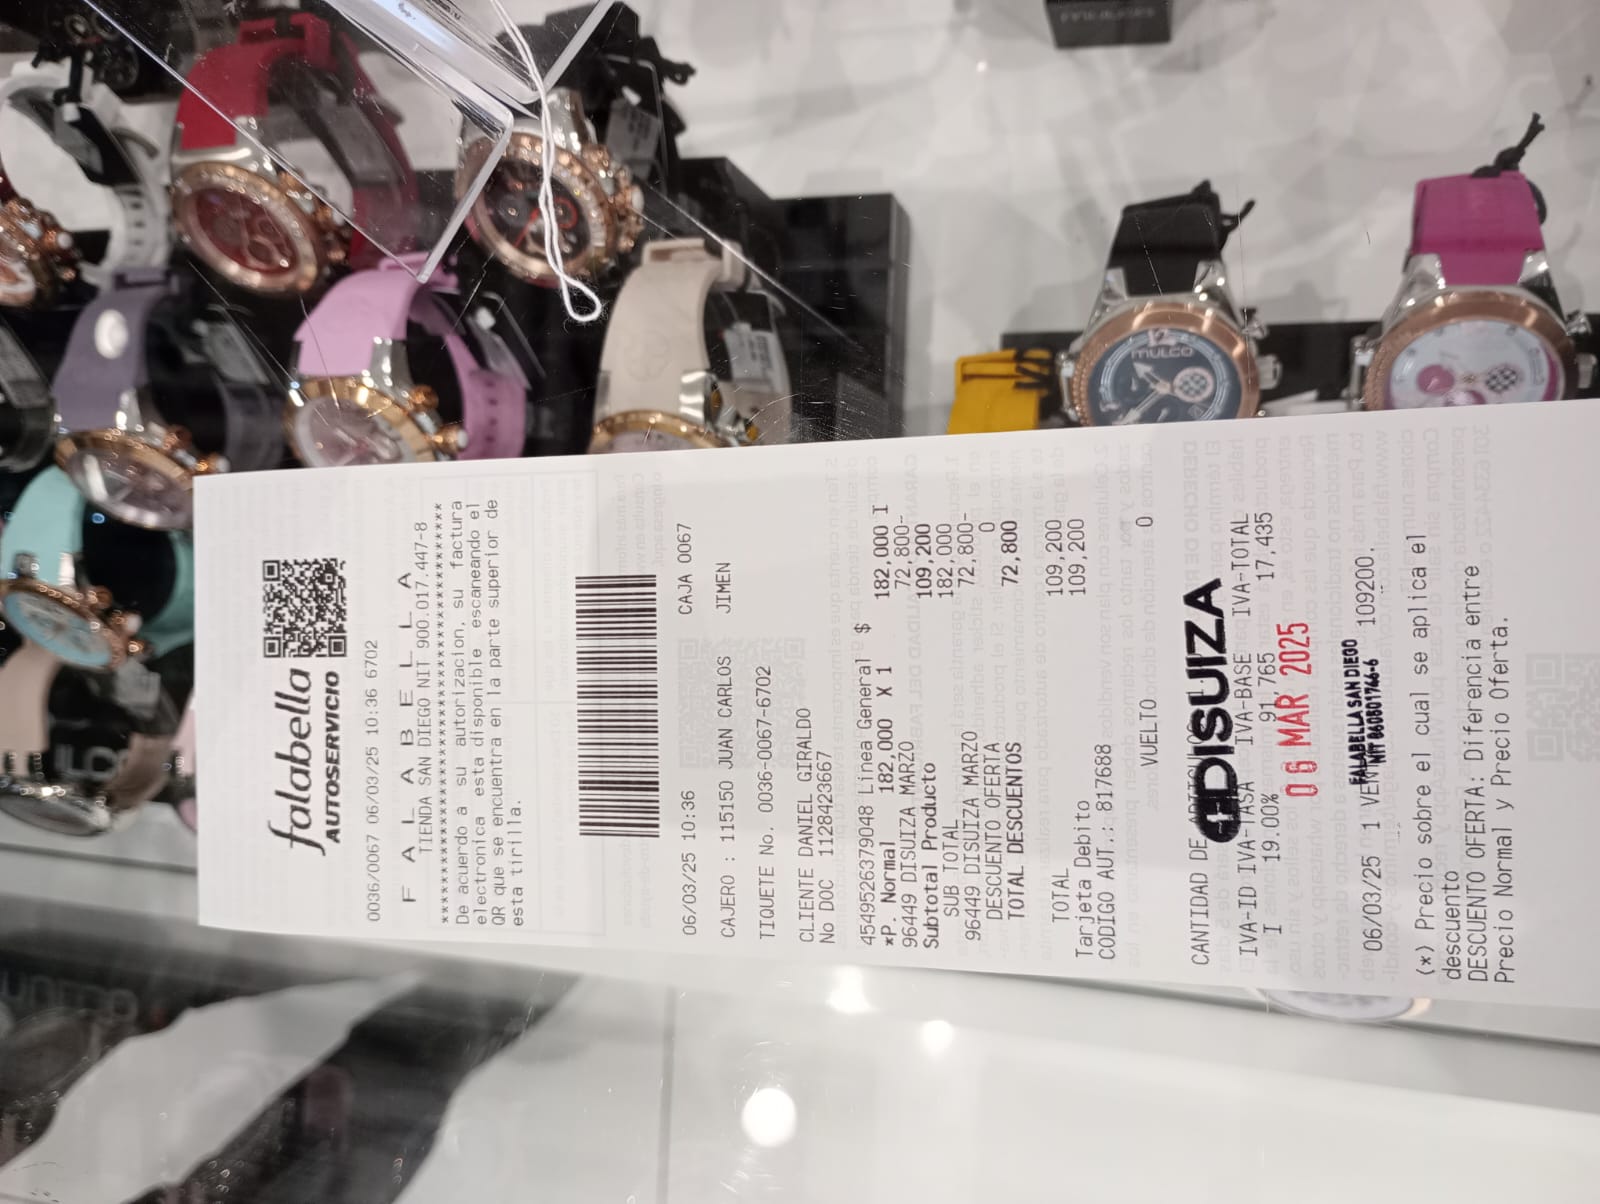 falabella
AUTOSERVICIO
0036/0067 06/03/25 10:36 6702
F A L A B E L L A
TIENDA SAN DIEGO NIT 900.017.447-8
****************************************
De acuerdo a su autorizacion, su factura
electronica esta disponible escaneando el
QR que se encuentra en la parte superior de
esta tirilla.
06/03/25 10:36 CAJA 0067
CAJERO : 115150 JUAN CARLOS JIMEN
TIQUETE No. 0036-0067-6702
CLIENTE DANIEL GIRALDO
No DOC 1128423667
4549526379048 Linea General $
*P. Normal 182,000 X 1 182,000 I
96449 DISUIZA MARZO 72,800-
Subtotal Producto 109,200
SUB TOTAL 182,000
96449 DISUIZA MARZO 72,800-
DESCUENTO OFERTA 0
TOTAL DESCUENTOS 72,800
TOTAL 109,200
Tarjeta Debito 109,200
CODIGO AUT.: 817688
VUELTO 0
CANTIDAD DE
DISUIZA
IVA-ID IVA-TASA IVA-BASE IVA-TOTAL
I 19.00% 91,765 17,435
06 MAR 2025
FALABELLA SAN DIEGO
NIT 860501746-6
06/03/25 1 109200.
(*) Precio sobre el cual se aplica el
descuento
DESCUENTO OFERTA: Diferencia entre
Precio Normal y Precio Oferta.
MULCO